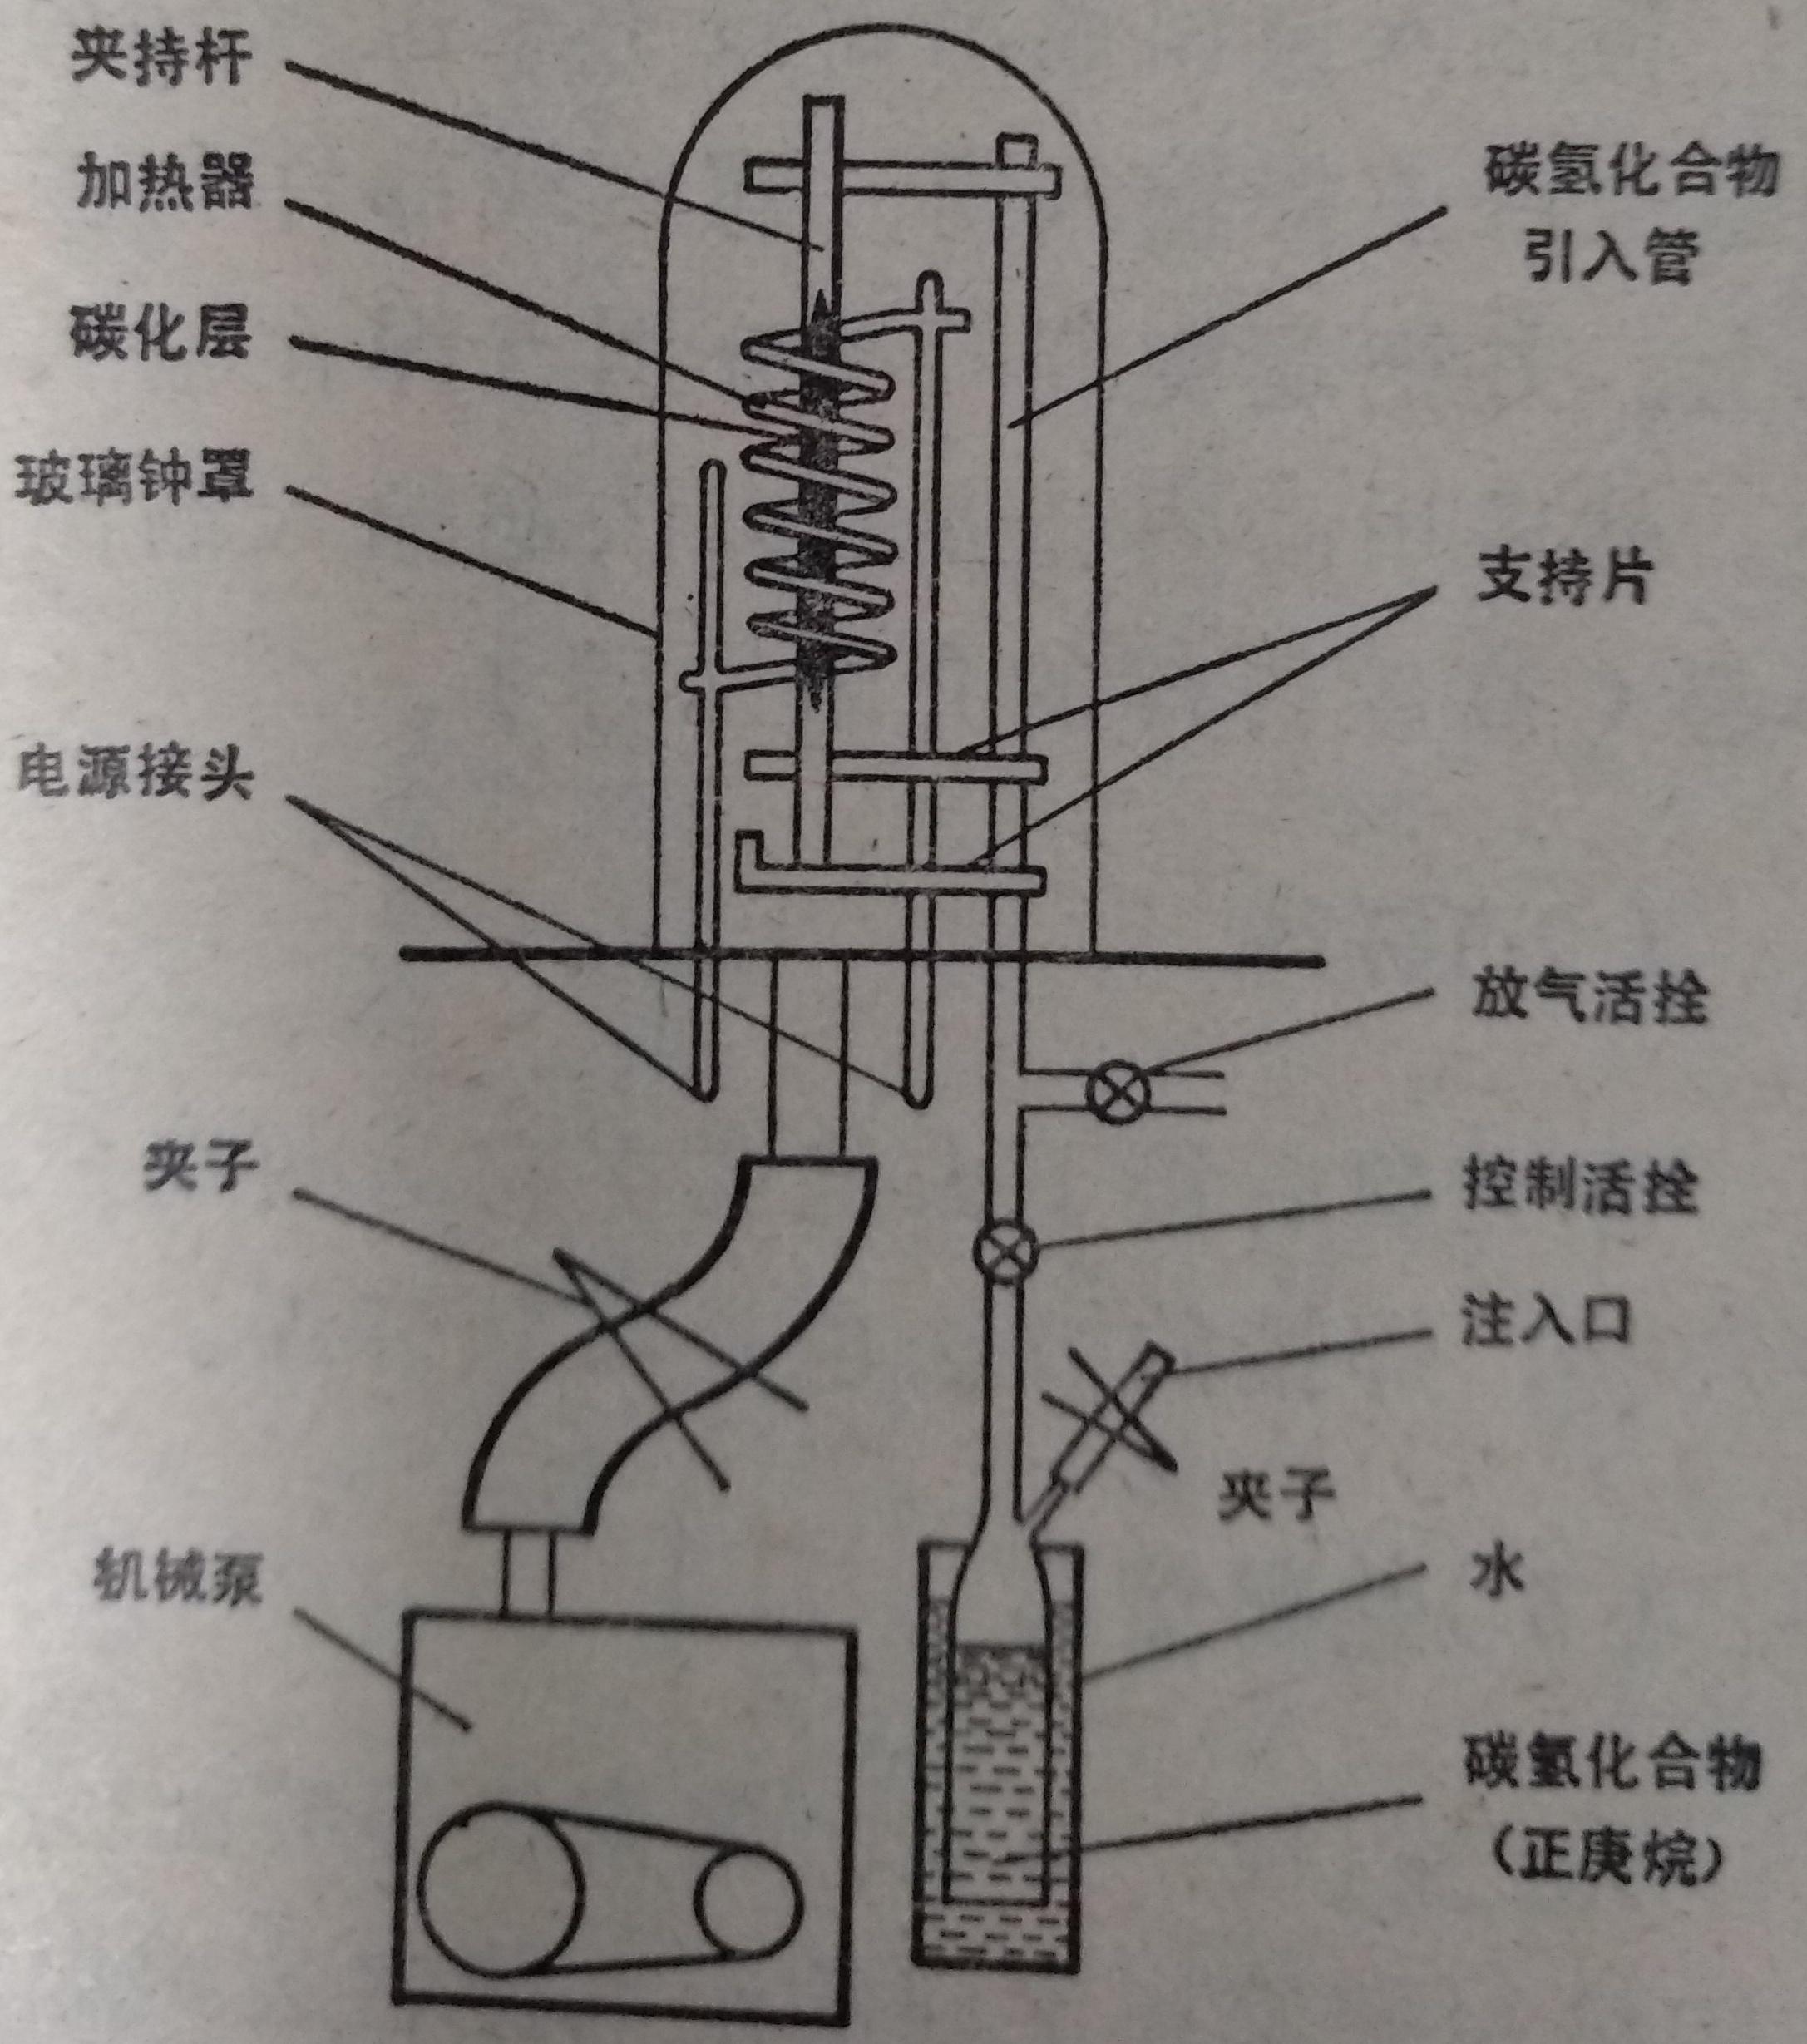 夹持杆
加热器
碳化层
玻璃钟罩
电源接头
夹子
机械泵
碳氢化合物
引入管
支持片
放气活拴
控制活拴
注入口
夹子
水
碳氢化合物
（正庚烷）